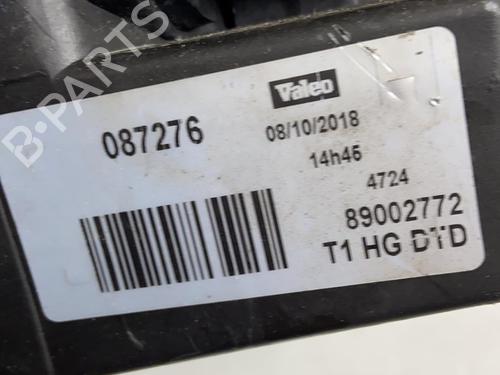 B-PARTS
Valeo
087276
08/10/2018
14h46
4724
89002772
T1 HG DTD